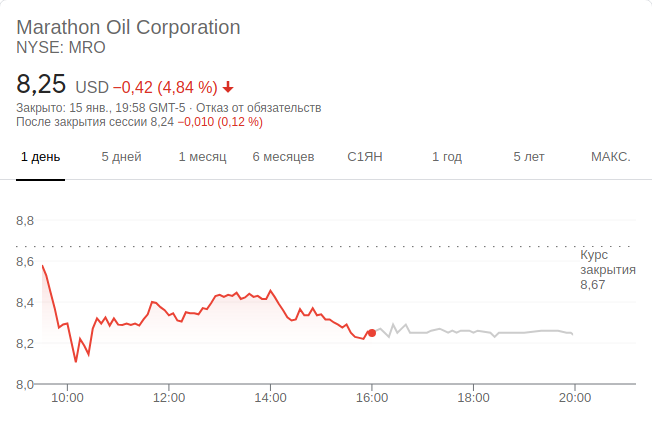 Marathon Oil Corporation
NYSE: MRO
8,25 USD −0,42 (4,84 %)
Закрыто: 15 янв., 19:58 GMT-5 · Отказ от обязательств
После закрытия сессии 8,24 −0,010 (0,12 %)
1 день 5 дней 1 месяц 6 месяцев С1ЯН 1 год 5 лет МАКС.
8,8
8,6
8,4
8,2
8,0
Курс
закрытия
8,67
10:00 12:00 14:00 16:00 18:00 20:00